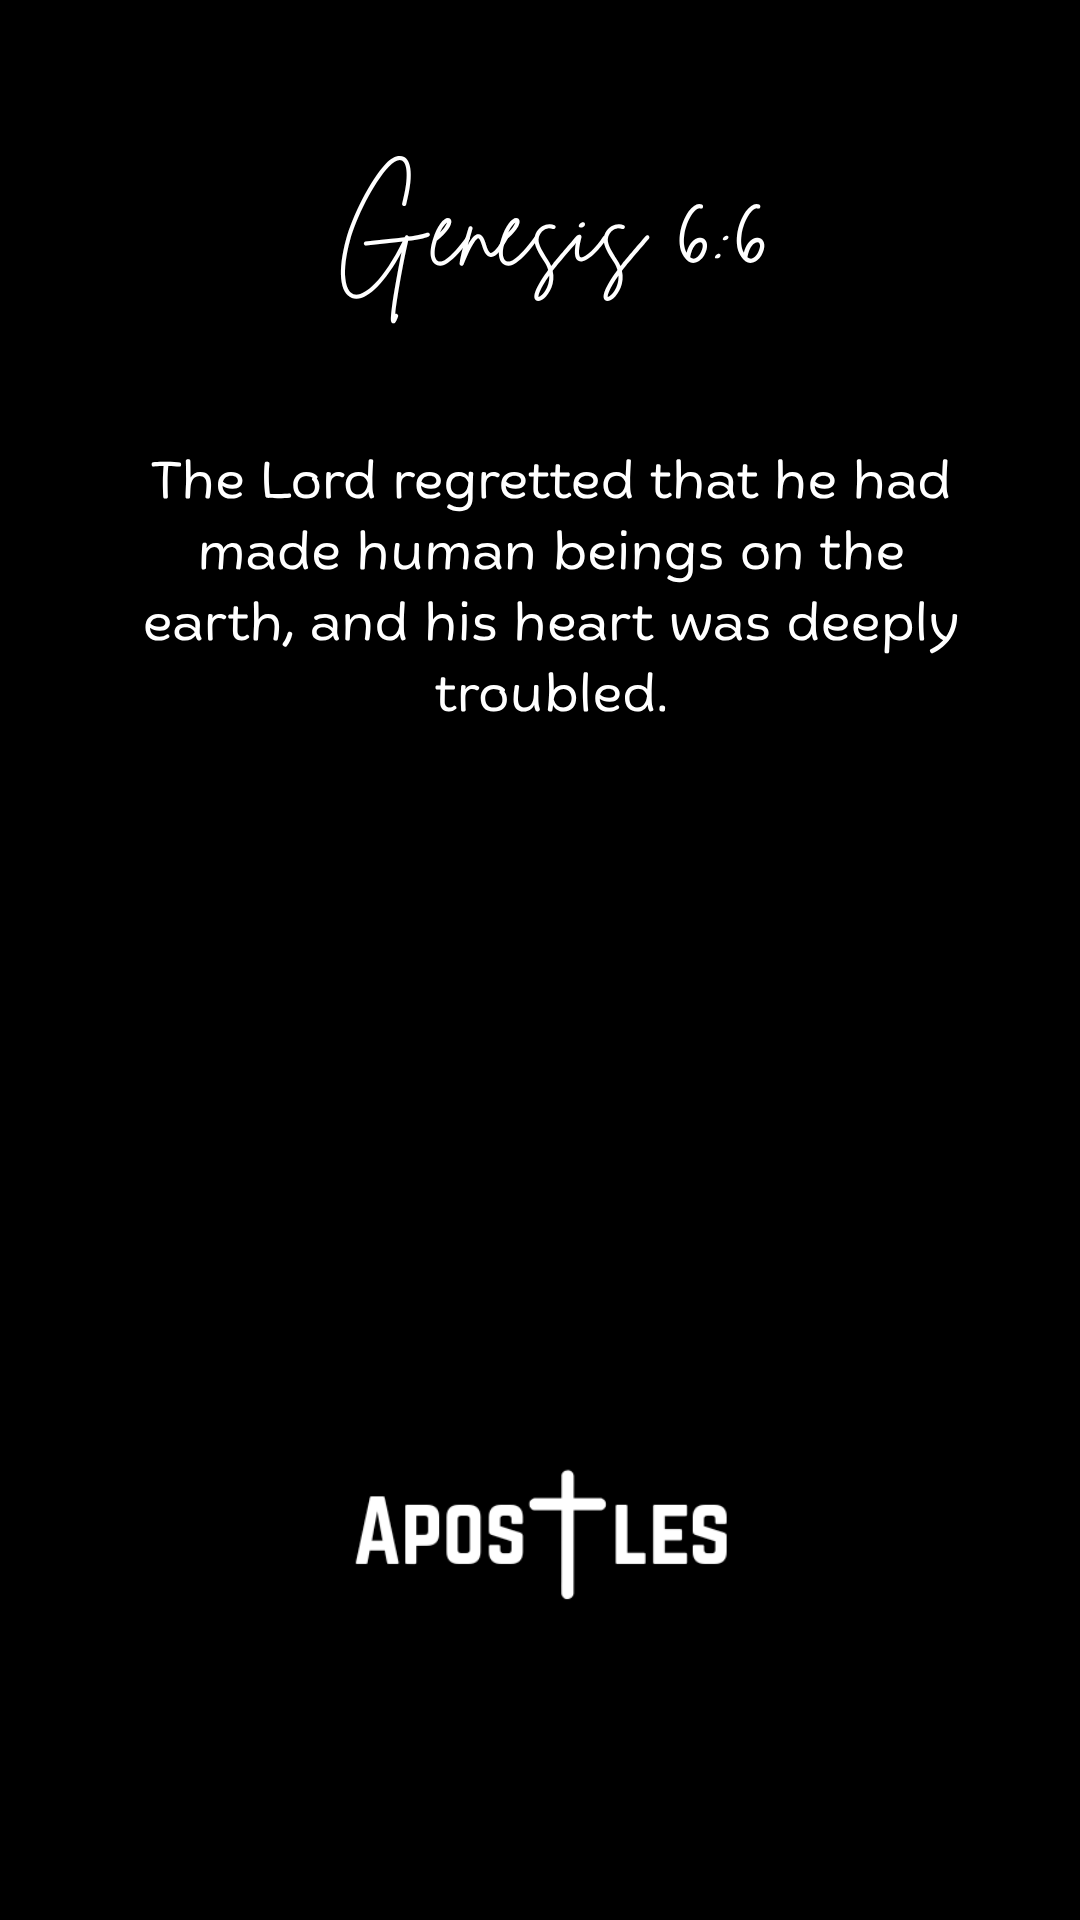 Genesis 6:6
The Lord regretted that he had
made human beings on the
earth, and his heart was deeply
troubled.
APOSTLES